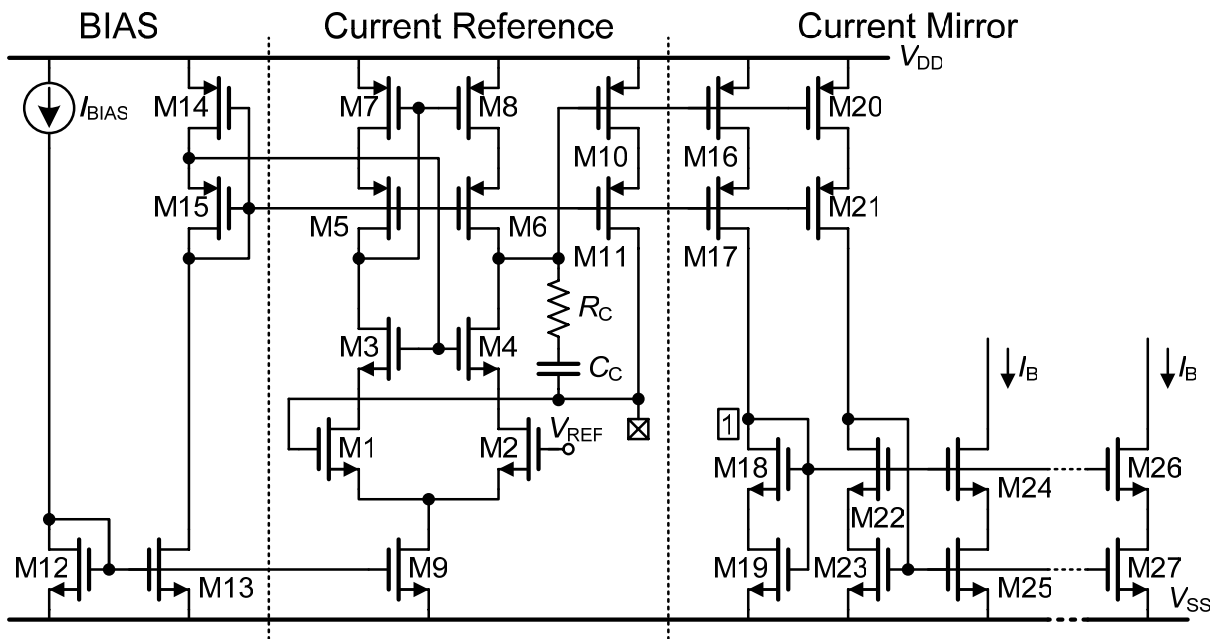 BIAS Current Reference Current Mirror
VDD
IBIAS M14 M7 M8 M20
M10 M16
M15 M5 M6 M21
M11 M17
RC
M3 M4
CC IB IB
1
M1 M2 VREF
M18 M26
M24
M22
M12 M9 M19 M23 M27
M13 M25
VSS